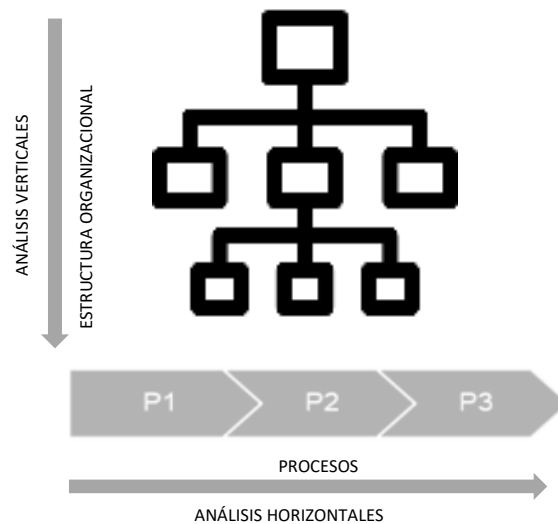 ANÁLISIS VERTICALES
ESTRUCTURA ORGANIZACIONAL
P1
P2
P3
PROCESOS
ANÁLISIS HORIZONTALES